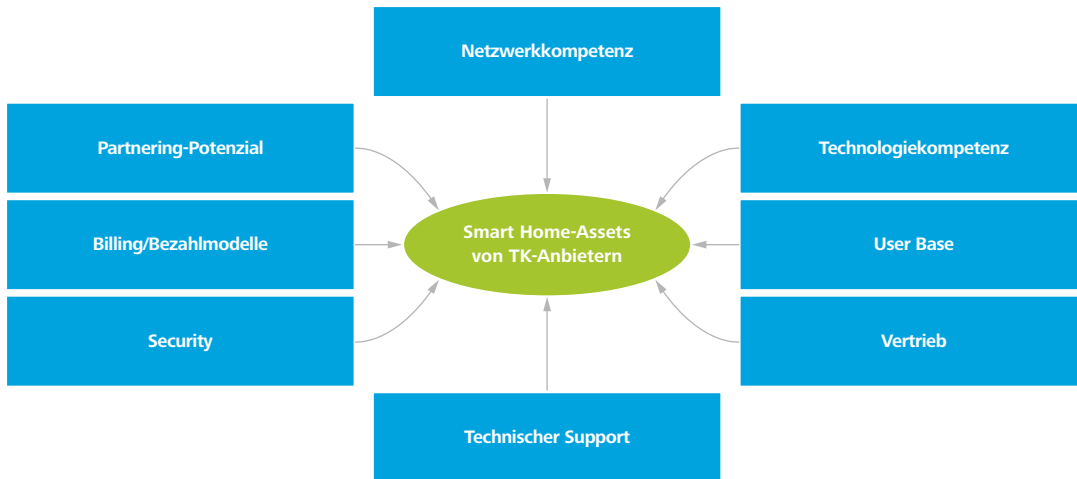 Netzwerkkompetenz
Partnering-Potenzial
Technologiekompetenz
Smart Home-Assets
von TK-Anbietern
Billing/Bezahlmodelle
User Base
Security
Vertrieb
Technischer Support